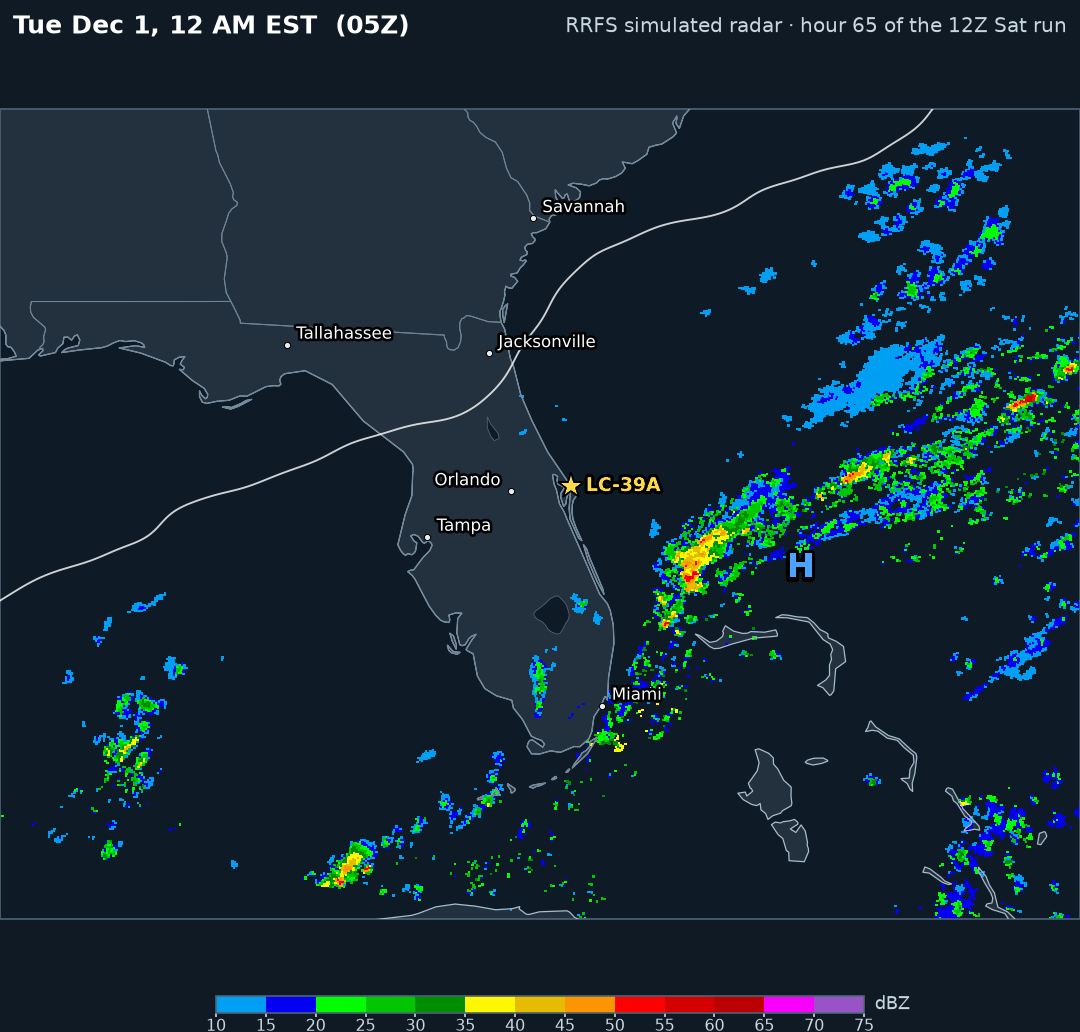 Tue Dec 1, 12 AM EST (05Z)
RRFS simulated radar · hour 65 of the 12Z Sat run
Savannah
Tallahassee
Jacksonville
Orlando
LC-39A
Tampa
H
Miami
dBZ
10 15 20 25 30 35 40 45 50 55 60 65 70 75